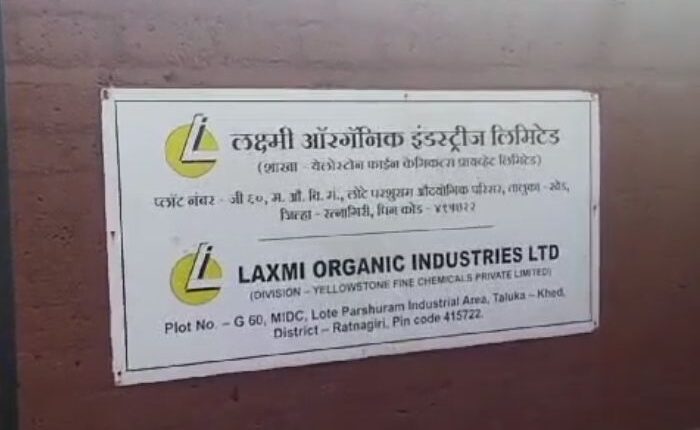 लक्ष्मी ऑरगॅनिक इंडस्ट्रीज लिमिटेड
(शाखा - येलोस्टोन फाईन केमिकल्स प्रायव्हेट लिमिटेड)
प्लॉट नंबर - जी ६०, म. औ. वि. मं., लोटे परशुराम औद्योगिक परिसर, तालुका - खेड,
जिल्हा - रत्नागिरी, पिन कोड - ४१५७२२
LAXMI ORGANIC INDUSTRIES LTD
(DIVISION – YELLOWSTONE FINE CHEMICALS PRIVATE LIMITED)
Plot No. – G 60, MIDC, Lote Parshuram Industrial Area, Taluka – Khed,
District – Ratnagiri, Pin code 415722.